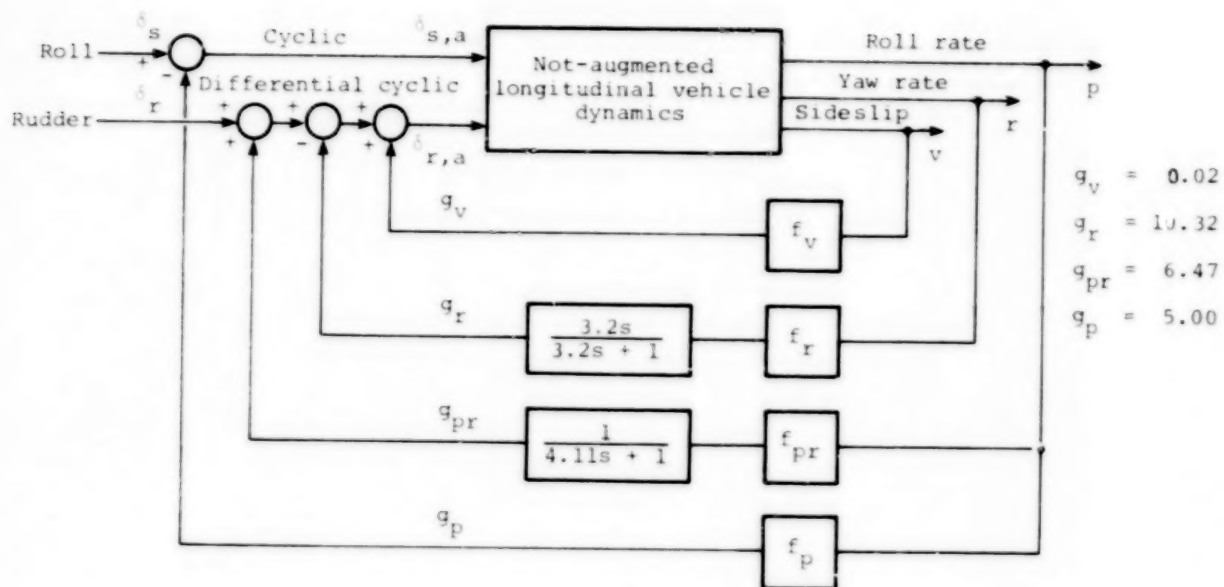 δs
Roll
+
-
Cyclic
δs,a
Differential cyclic
δr
Rudder
+
+
+
-
+
+
δr,a
Not-augmented
longitudinal vehicle
dynamics
Roll rate
p
Yaw rate
r
Sideslip
v
gv
fv
gr
3.2s
3.2s + 1
fr
gpr
1
4.11s + 1
fpr
gp
fp
gv = 0.02
gr = 10.32
gpr = 6.47
gp = 5.00